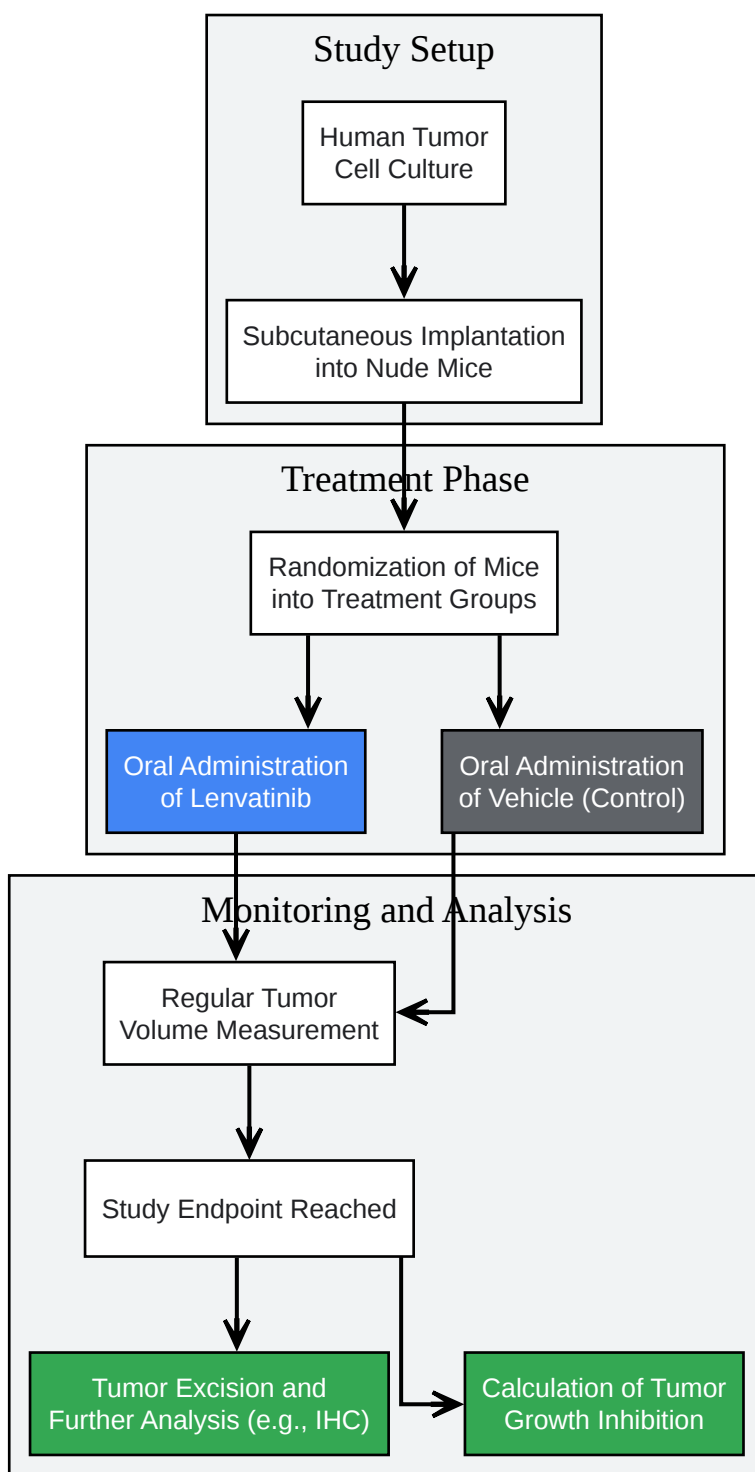 Study Setup
Human Tumor
Cell Culture
Subcutaneous Implantation
into Nude Mice
Treatment Phase
Randomization of Mice
into Treatment Groups
Oral Administration
of Lenvatinib
Oral Administration
of Vehicle (Control)
Monitoring and Analysis
Regular Tumor
Volume Measurement
Study Endpoint Reached
Tumor Excision and
Further Analysis (e.g., IHC)
Calculation of Tumor
Growth Inhibition